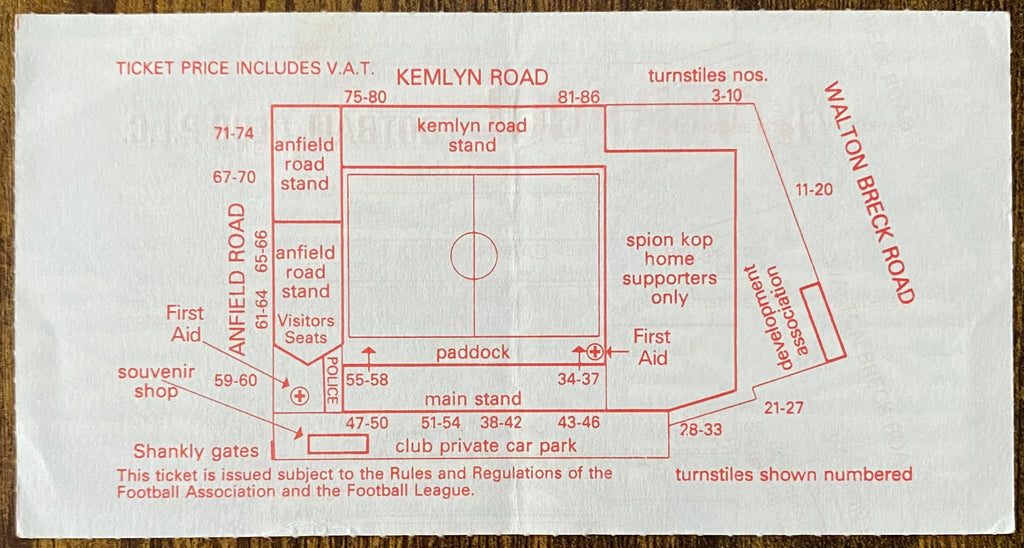 TICKET PRICE INCLUDES V.A.T.
KEMLYN ROAD
turnstiles nos.
75-80
81-86
3-10
WALTON BRECK ROAD
71-74
anfield
road
stand
kemlyn road
stand
67-70
11-20
ANFIELD ROAD
65-66
61-64
anfield
road
stand
Visitors
Seats
spion kop
home
supporters
only
development
association
First
Aid
paddock
First
Aid
souvenir
shop
59-60
POLICE
55-58
34-37
main stand
21-27
47-50
51-54
38-42
43-46
28-33
Shankly gates
club private car park
This ticket is issued subject to the Rules and Regulations of the
Football Association and the Football League.
turnstiles shown numbered